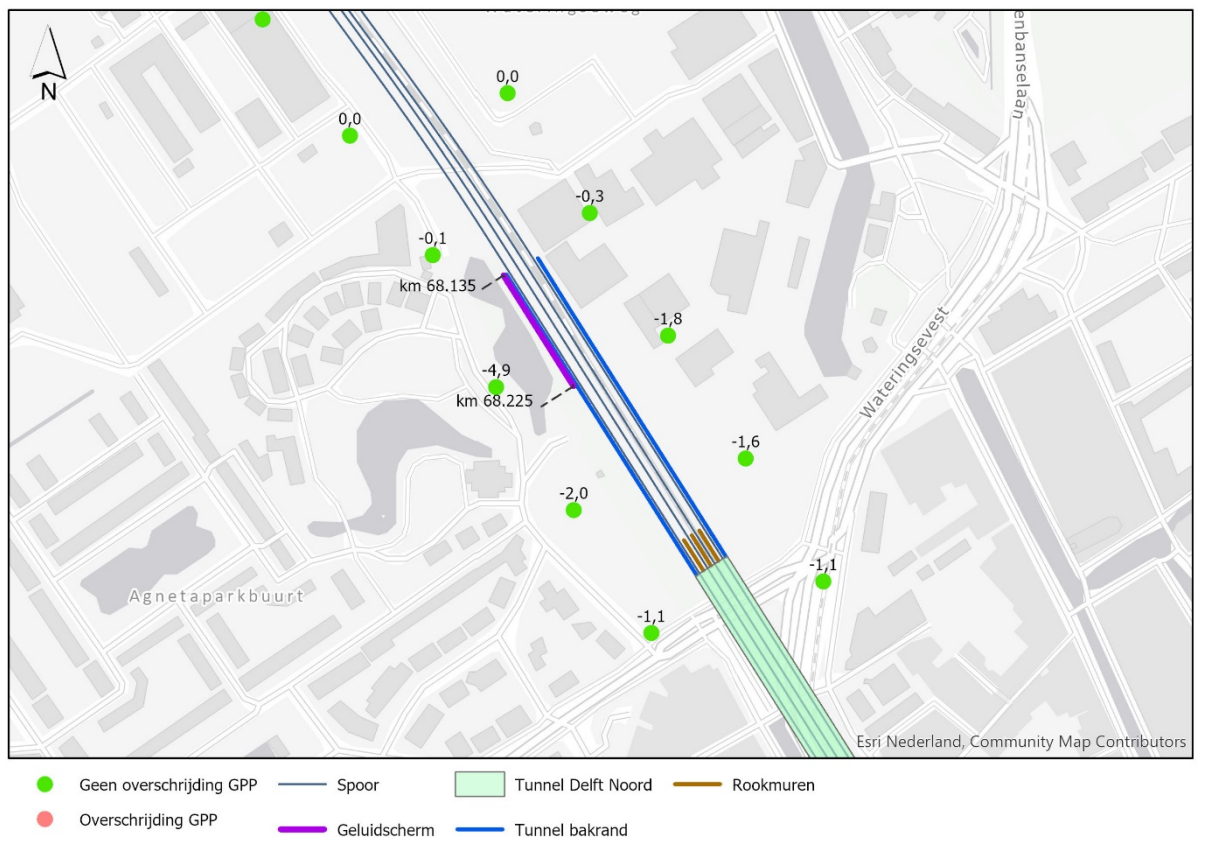 Wateringseweg
enbanselaan
N
0,0
0,0
-0,3
-0,1
km 68.135
-1,8
Wateringsevest
-4,9
km 68.225
-1,6
-2,0
-1,1
Agnetaparkbuurt
-1,1
Esri Nederland, Community Map Contributors
Geen overschrijding GPP
Spoor
Tunnel Delft Noord
Rookmuren
Overschrijding GPP
Geluidscherm
Tunnel bakrand